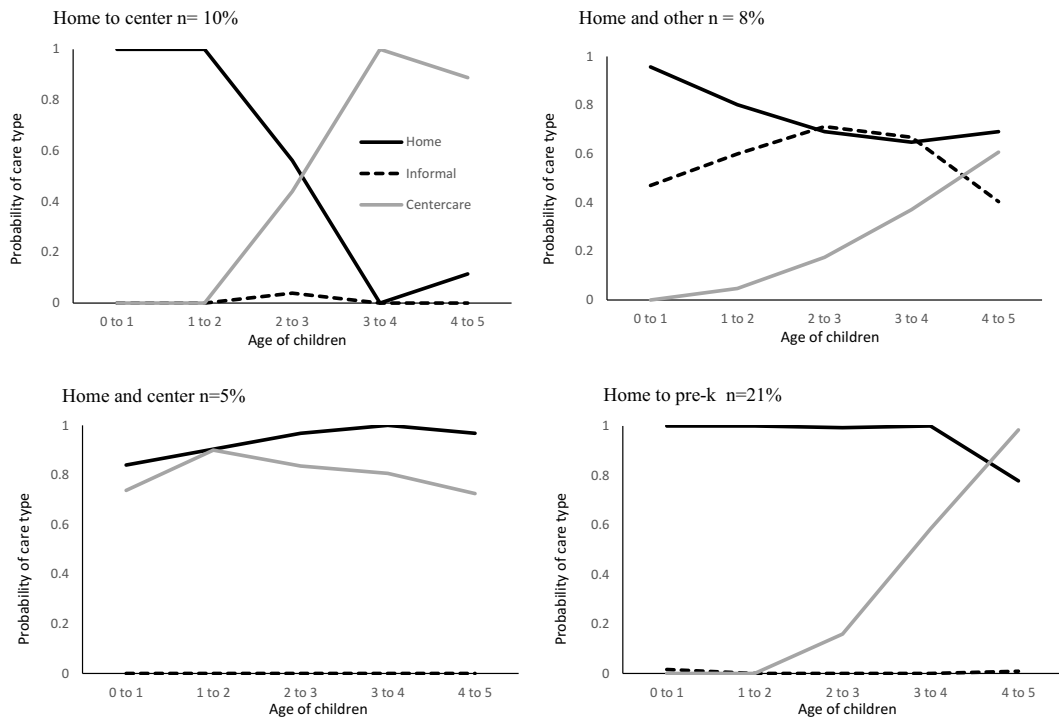 Home to center n= 10%
1
0.8
0.6
0.4
0.2
0
Probability of care type
Home
Informal
Centercare
0 to 1 1 to 2 2 to 3 3 to 4 4 to 5
Age of children
Home and other n = 8%
1
0.8
0.6
0.4
0.2
0
Probability of care type
0 to 1 1 to 2 2 to 3 3 to 4 4 to 5
Age of children
Home and center n=5%
1
0.8
0.6
0.4
0.2
0
Probability of care type
0 to 1 1 to 2 2 to 3 3 to 4 4 to 5
Age of children
Home to pre-k n=21%
1
0.8
0.6
0.4
0.2
0
Probability of care type
0 to 1 1 to 2 2 to 3 3 to 4 4 to 5
Age of children